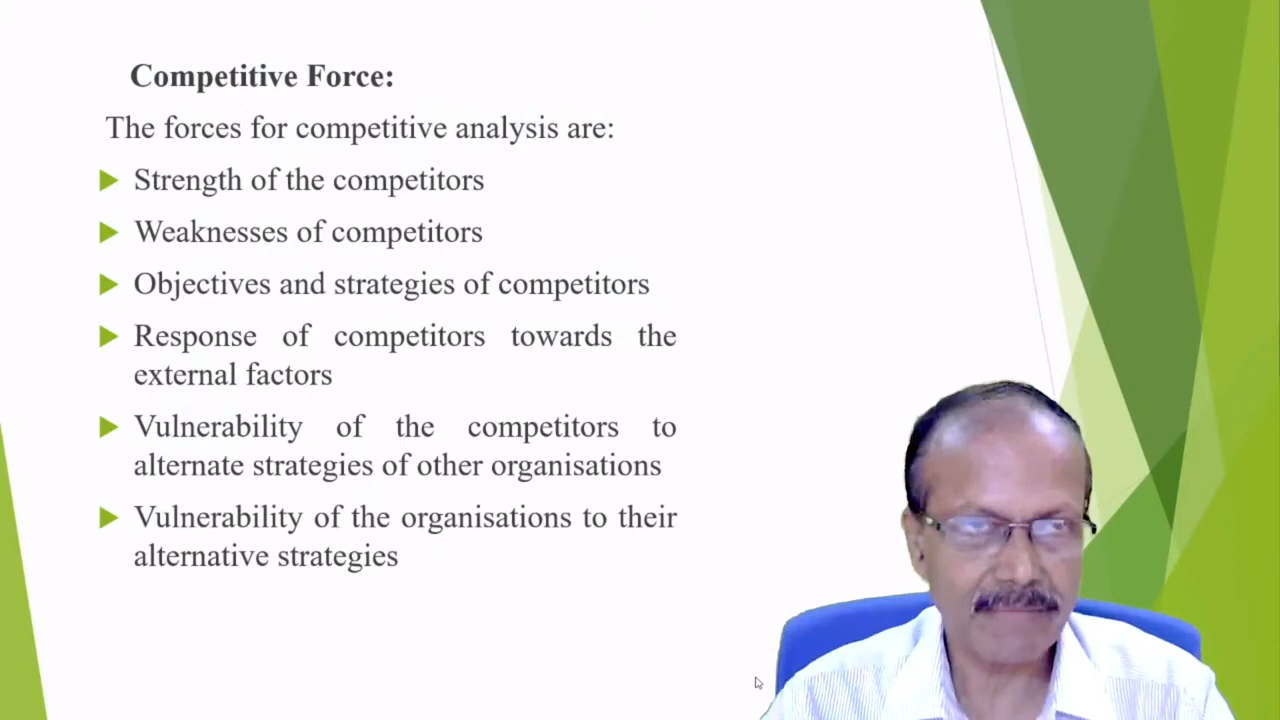 Competitive Force:
The forces for competitive analysis are:
Strength of the competitors
Weaknesses of competitors
Objectives and strategies of competitors
Response of competitors towards the
external factors
Vulnerability of the competitors to
alternate strategies of other organisations
Vulnerability of the organisations to their
alternative strategies